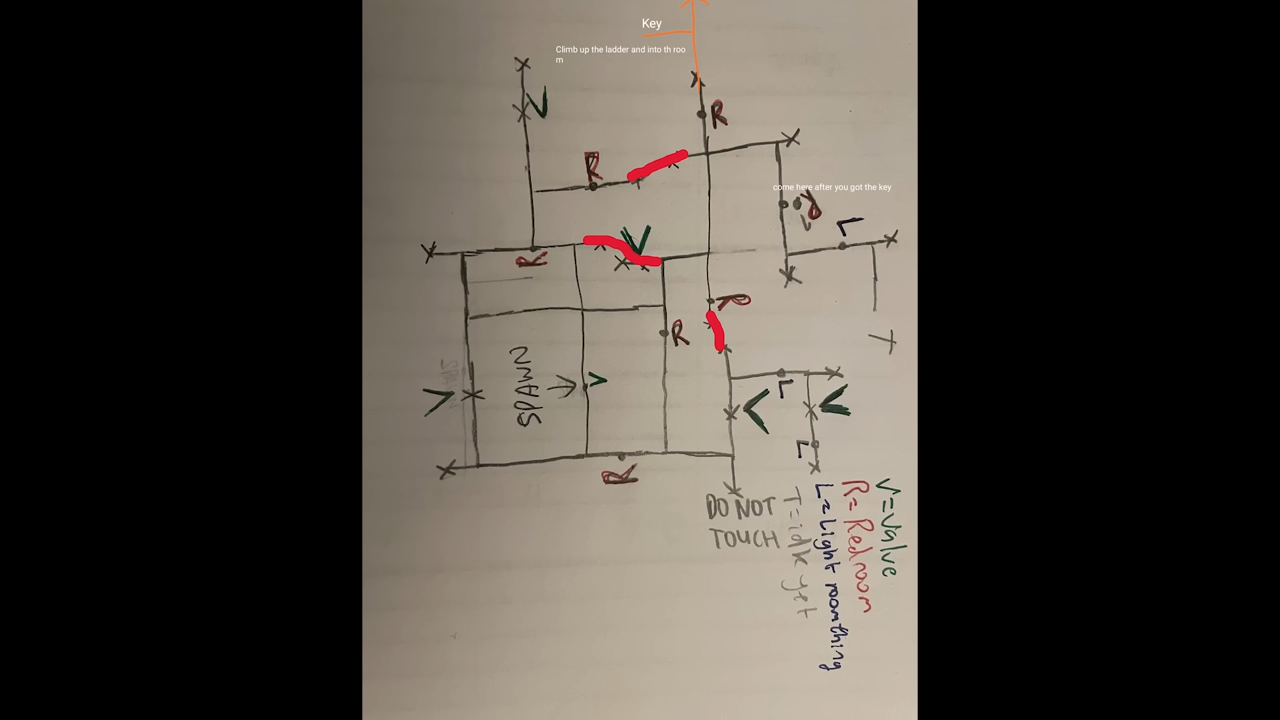 Key
Climb up the ladder and into th roo
m
V
R
R
come here after you got the key
R
L
V
R
R
R
T
V
SPAWN
V
L
V
V
L
R
DO NOT
TOUCH
V=Valve
R=Redroom
L=Light roomthing
T=idk yet